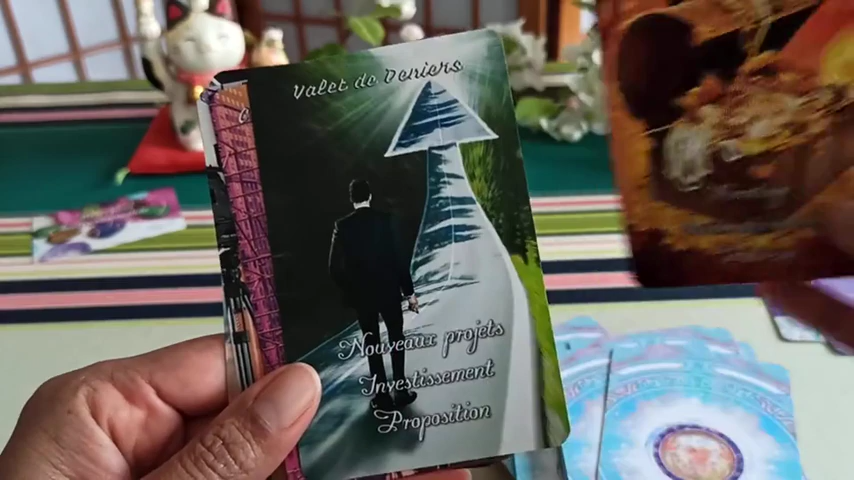 Valet de Deniers
Nouveaux projets
Investissement
Proposition